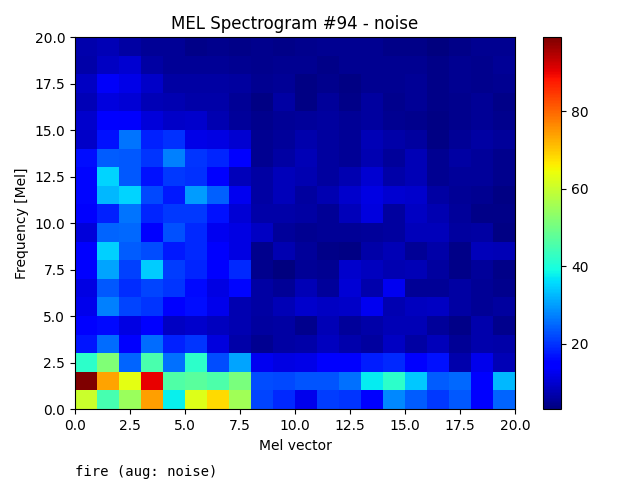 MEL Spectrogram #94 - noise
20.0
17.5
15.0
12.5
10.0
7.5
5.0
2.5
0.0
Frequency [Mel]
0.0 2.5 5.0 7.5 10.0 12.5 15.0 17.5 20.0
Mel vector
80
60
40
20
fire (aug: noise)